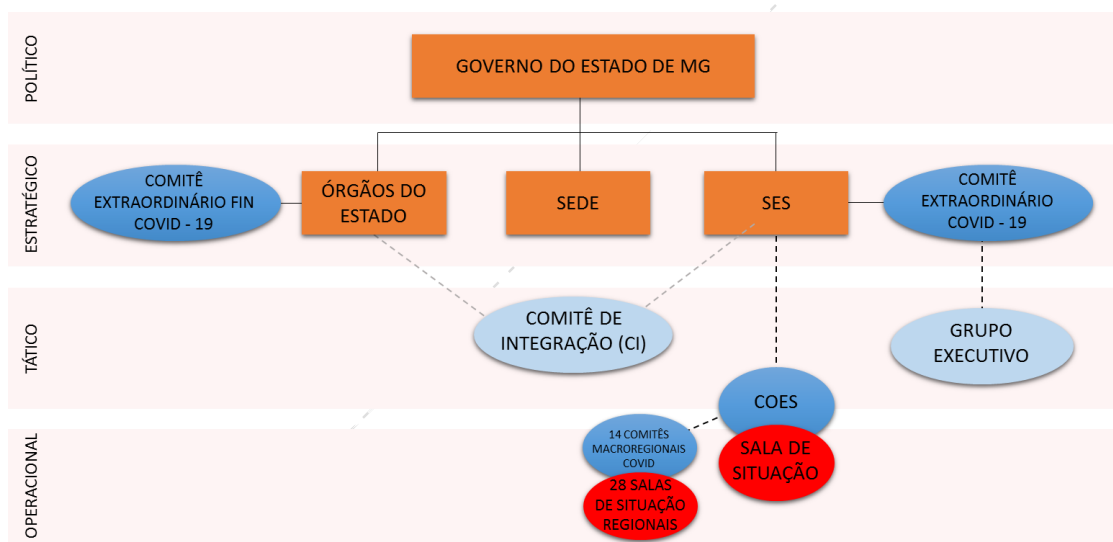 POLÍTICO
GOVERNO DO ESTADO DE MG
ESTRATÉGICO
COMITÊ
EXTRAORDINÁRIO FIN
COVID - 19
ÓRGÃOS DO
ESTADO
SEDE
SES
COMITÊ
EXTRAORDINÁRIO
COVID - 19
TÁTICO
COMITÊ DE
INTEGRAÇÃO (CI)
GRUPO
EXECUTIVO
COES
OPERACIONAL
14 COMITÊS
MACROREGIONAIS
COVID
28 SALAS
DE SITUAÇÃO
REGIONAIS
SALA DE
SITUAÇÃO